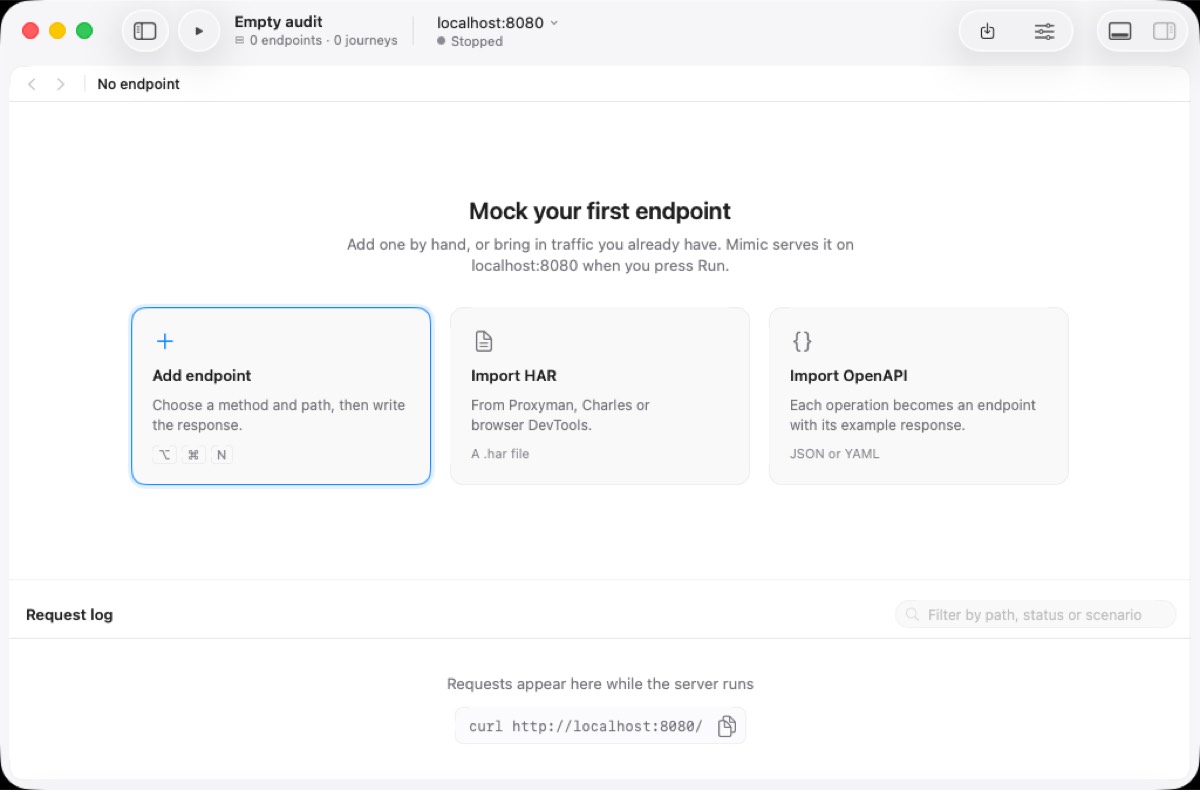 Empty audit
0 endpoints · 0 journeys
localhost:8080
Stopped
No endpoint
Mock your first endpoint
Add one by hand, or bring in traffic you already have. Mimic serves it on
localhost:8080 when you press Run.
Add endpoint
Choose a method and path, then write
the response.
⌥ ⌘ N
Import HAR
From Proxyman, Charles or
browser DevTools.
A .har file
{}
Import OpenAPI
Each operation becomes an endpoint
with its example response.
JSON or YAML
Request log
Filter by path, status or scenario
Requests appear here while the server runs
curl http://localhost:8080/